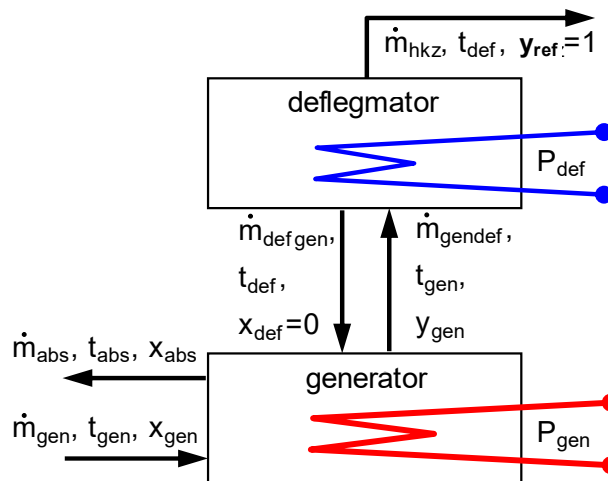 ṁhkz, tdef, yref:=1
deflegmator
Pdef
ṁdefgen,
tdef,
xdef=0
ṁgendef,
tgen,
ygen
ṁabs, tabs, xabs
generator
ṁgen, tgen, xgen
Pgen